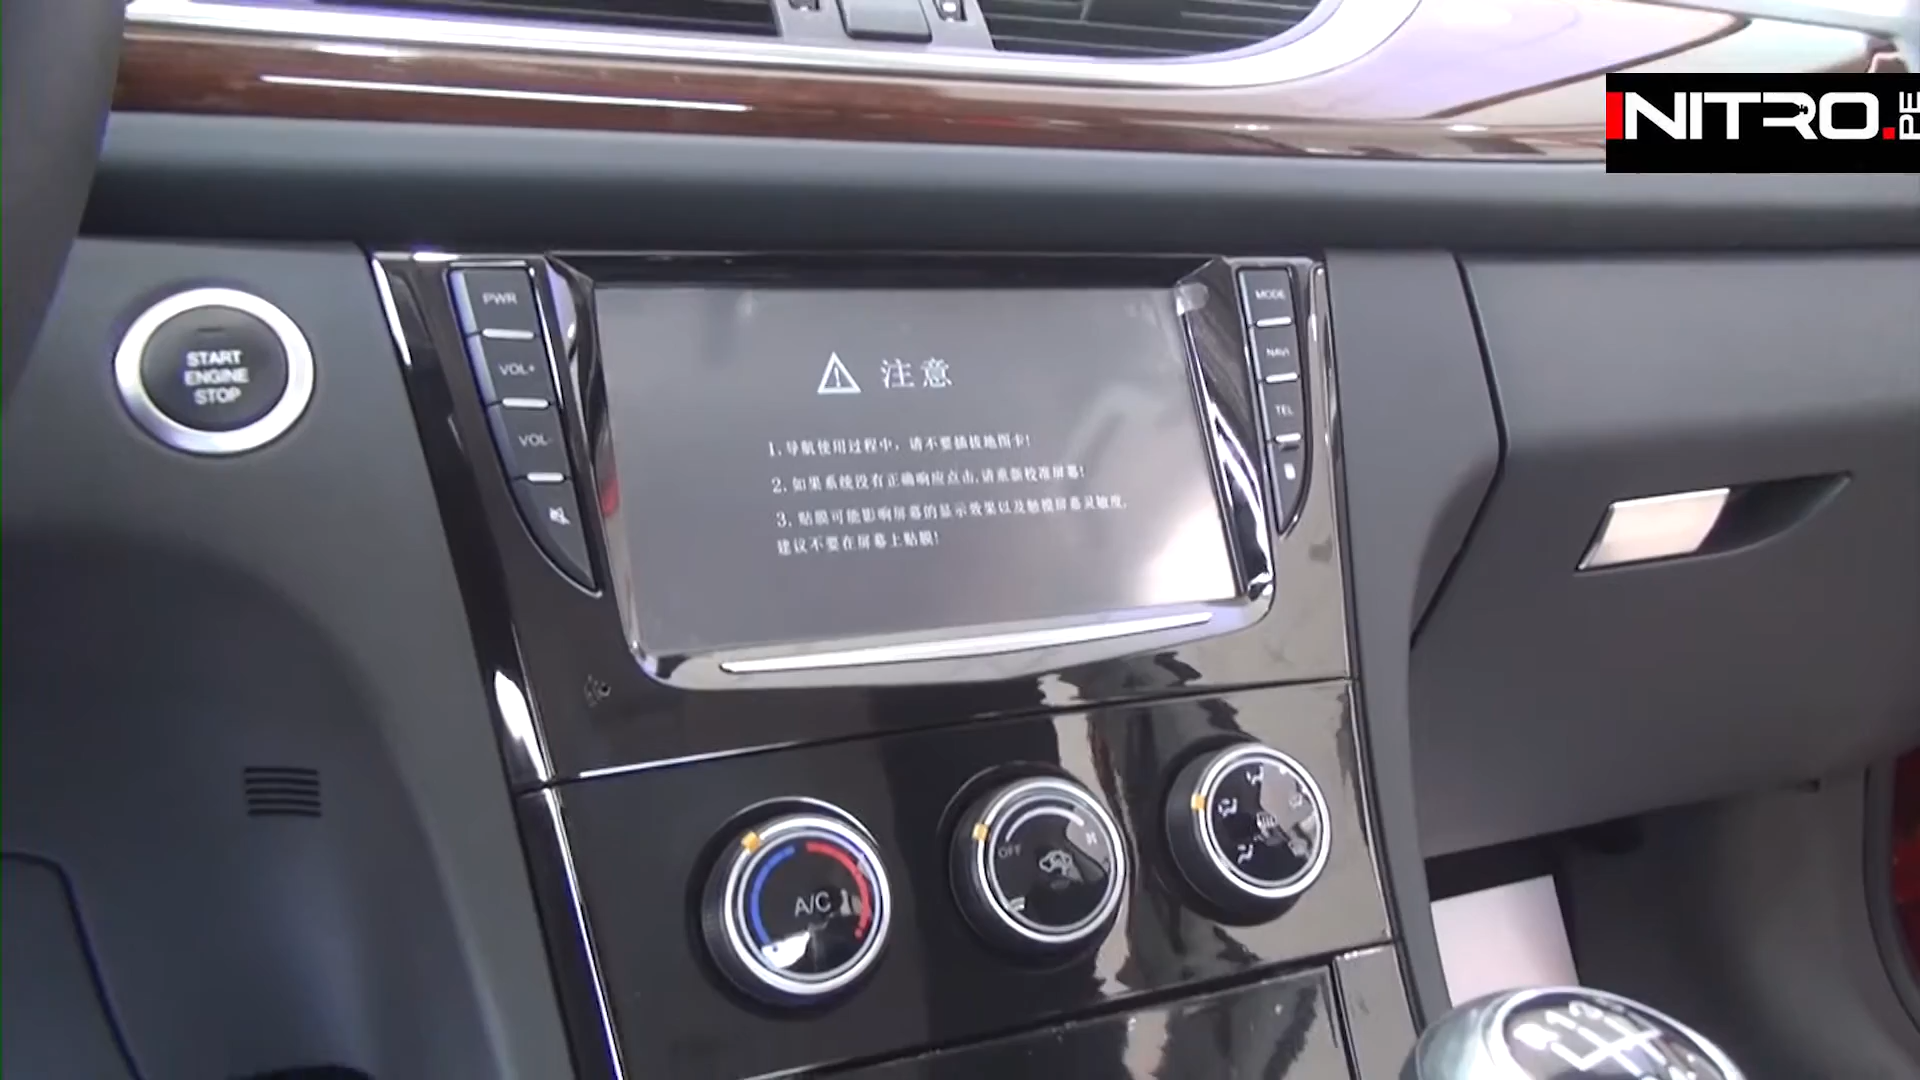 NITRO.PE
PWR
VOL+
VOL-
START
ENGINE
STOP
注意
1. 导航使用过程中，请不要插拔地图卡!
2. 如果系统没有正确响应点击,请重新校准屏幕!
3. 贴膜可能影响屏幕的显示效果以及触摸屏幕灵敏度,
建议不要在屏幕上贴膜!
MODE
NAVI
TEL
A/C
OFF